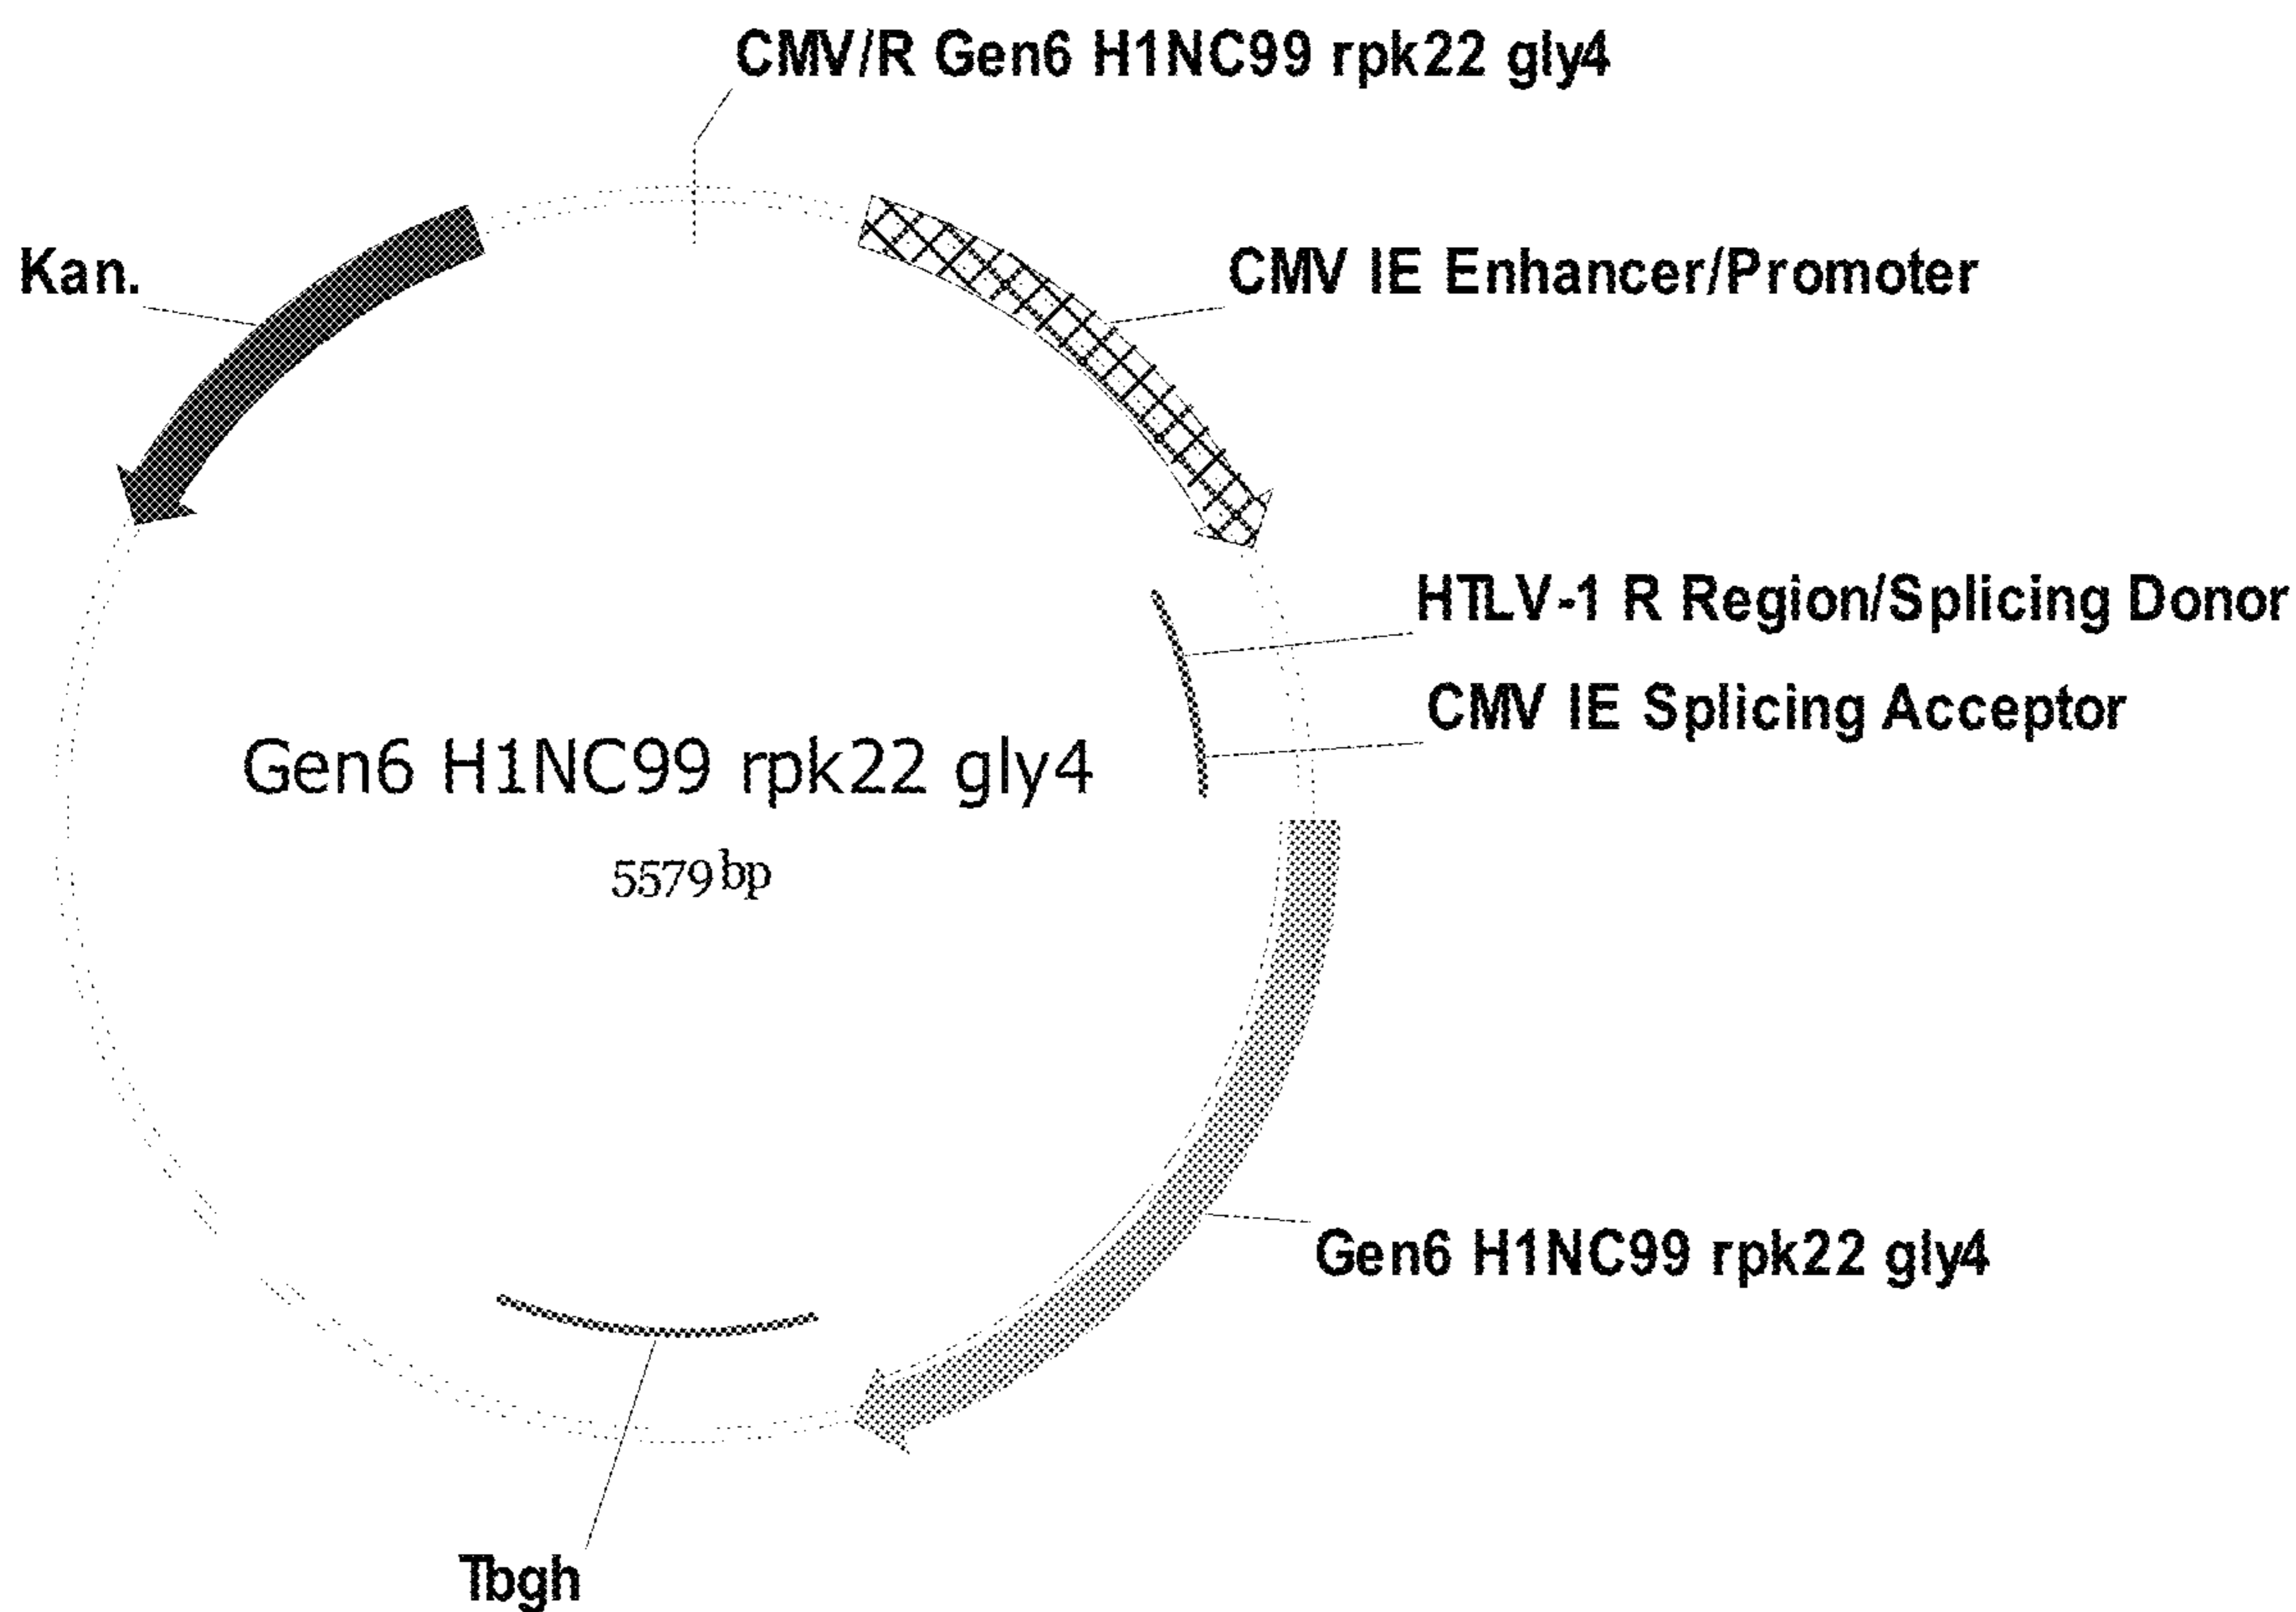 CMV/R Gen6 H1NC99 rpk22 gly4
Kan.
CMV IE Enhancer/Promoter
HTLV-1 R Region/Splicing Donor
CMV IE Splicing Acceptor
Gen6 H1NC99 rpk22 gly4
5579 bp
Gen6 H1NC99 rpk22 gly4
Tbgh